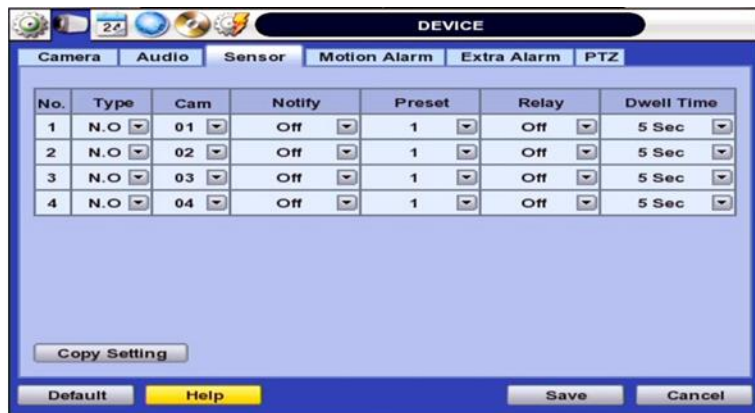 24 DEVICE
Camera Audio Sensor Motion Alarm Extra Alarm PTZ
No. Type Cam Notify Preset Relay Dwell Time
1 N.O 01 Off 1 Off 5 Sec
2 N.O 02 Off 1 Off 5 Sec
3 N.O 03 Off 1 Off 5 Sec
4 N.O 04 Off 1 Off 5 Sec
Copy Setting
Default Help Save Cancel